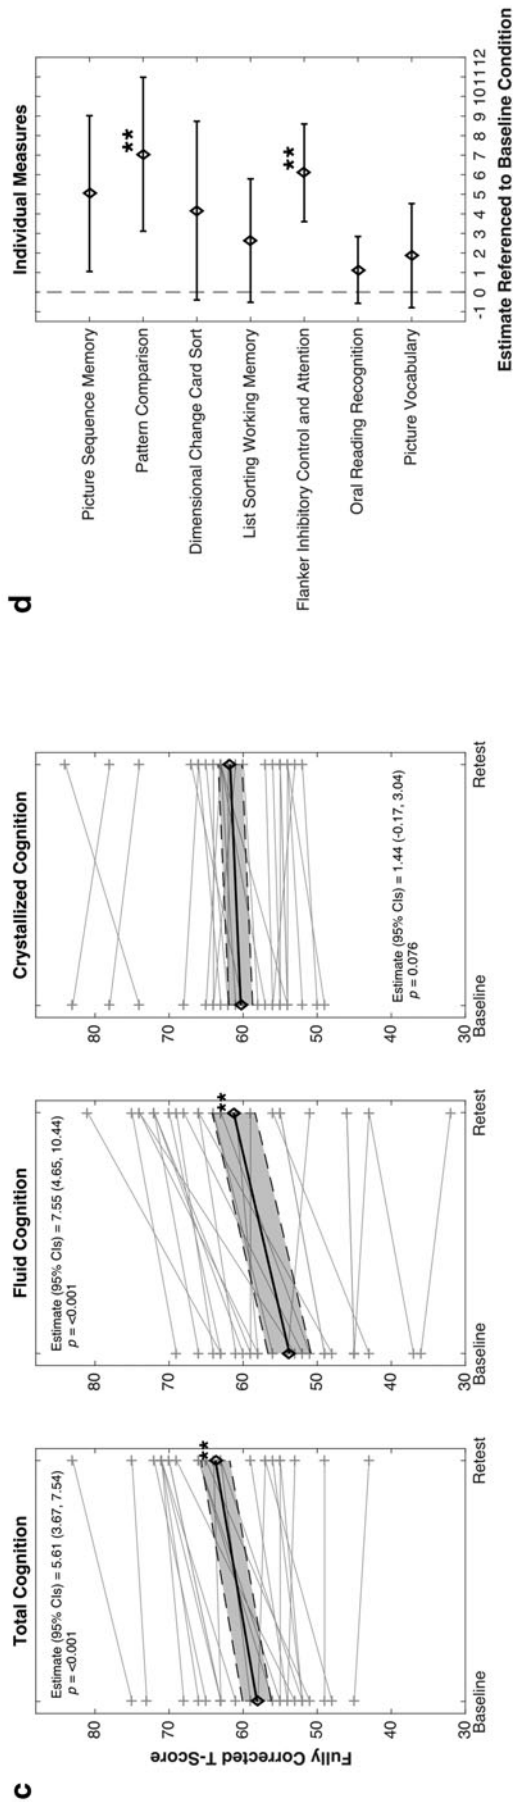 c
Total Cognition
Fully Corrected T-Score
80
70
60
50
40
30
Estimate (95% CIs) = 5.61 (3.67, 7.54)
p = <0.001
**
Baseline
Retest
Fluid Cognition
80
70
60
50
40
30
Estimate (95% CIs) = 7.55 (4.65, 10.44)
p = <0.001
**
Baseline
Retest
Crystallized Cognition
80
70
60
50
40
30
Estimate (95% CIs) = 1.44 (-0.17, 3.04)
p = 0.076
Baseline
Retest
d
Individual Measures
Picture Sequence Memory
Pattern Comparison
**
Dimensional Change Card Sort
List Sorting Working Memory
Flanker Inhibitory Control and Attention
**
Oral Reading Recognition
Picture Vocabulary
-1 0 1 2 3 4 5 6 7 8 9 10 11 12
Estimate Referenced to Baseline Condition